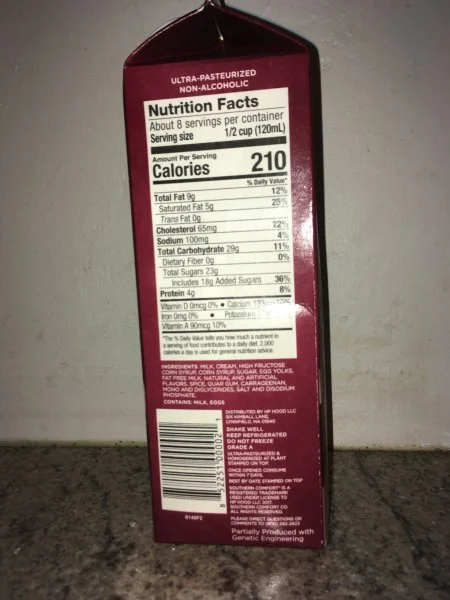 ULTRA-PASTEURIZED
NON-ALCOHOLIC
Nutrition Facts
About 8 servings per container
Serving size 1/2 cup (120mL)
Amount Per Serving
Calories 210
% Daily Value*
Total Fat 9g 12%
Saturated Fat 5g 25%
Trans Fat 0g
Cholesterol 65mg 22%
Sodium 100mg 4%
Total Carbohydrate 29g 11%
Dietary Fiber 0g 0%
Total Sugars 23g
Includes 18g Added Sugars 36%
Protein 4g 8%
Vitamin D 0mcg 0% • Calcium
Iron 0mg 0% • Potassium
Vitamin A 90mcg 10%
*The % Daily Value tells you how much a nutrient in
a serving of food contributes to a daily diet. 2,000
calories a day is used for general nutrition advice.
INGREDIENTS: MILK, CREAM, HIGH FRUCTOSE
CORN SYRUP, CORN SYRUP, SUGAR, EGG YOLKS,
FAT FREE MILK, NATURAL AND ARTIFICIAL
FLAVORS, SPICE, GUAR GUM, CARRAGEENAN,
MONO AND DIGLYCERIDES, SALT AND DISODIUM
PHOSPHATE.
CONTAINS: MILK, EGGS
DISTRIBUTED BY HP HOOD LLC
SIX KIMBALL LANE,
LYNNFIELD, MA 01940
SHAKE WELL
KEEP REFRIGERATED
DO NOT FREEZE
GRADE A
ULTRA-PASTEURIZED &
HOMOGENIZED AT PLANT
STAMPED ON TOP.
ONCE OPENED CONSUME
WITHIN 7 DAYS.
BEST BY DATE STAMPED ON TOP
SOUTHERN COMFORT® IS A
REGISTERED TRADEMARK
USED UNDER LICENSE TO
HP HOOD LLC 2017.
SOUTHERN COMFORT CO.
ALL RIGHTS RESERVED
PLEASE DIRECT QUESTIONS OR
COMMENTS TO (800) 242-2423
Partially Produced with
Genetic Engineering